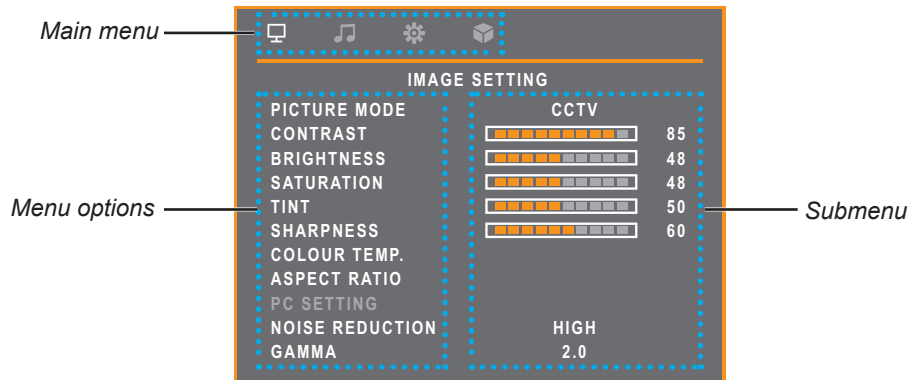 Main menu
IMAGE SETTING
PICTURE MODE CCTV
CONTRAST 85
BRIGHTNESS 48
SATURATION 48
Menu options
TINT 50
Submenu
SHARPNESS 60
COLOUR TEMP.
ASPECT RATIO
PC SETTING
NOISE REDUCTION HIGH
GAMMA 2.0